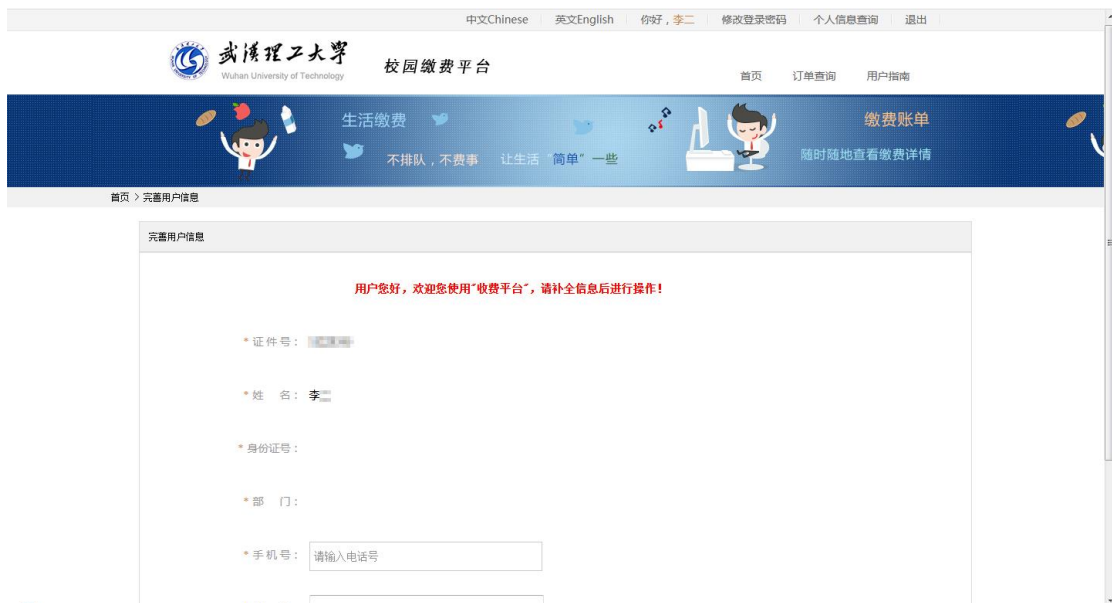 中文Chinese 英文English 你好，李二 修改登录密码 个人信息查询 退出
武汉理工大学
Wuhan University of Technology
校园缴费平台
首页 订单查询 用户指南
生活缴费
不排队，不费事 让生活“简单”一些
缴费账单
随时随地查看缴费详情
首页 > 完善用户信息
完善用户信息
用户您好，欢迎您使用"收费平台"，请补全信息后进行操作！
* 证件号：
* 姓 名： 李
* 身份证号：
* 部 门：
* 手机号： 请输入电话号